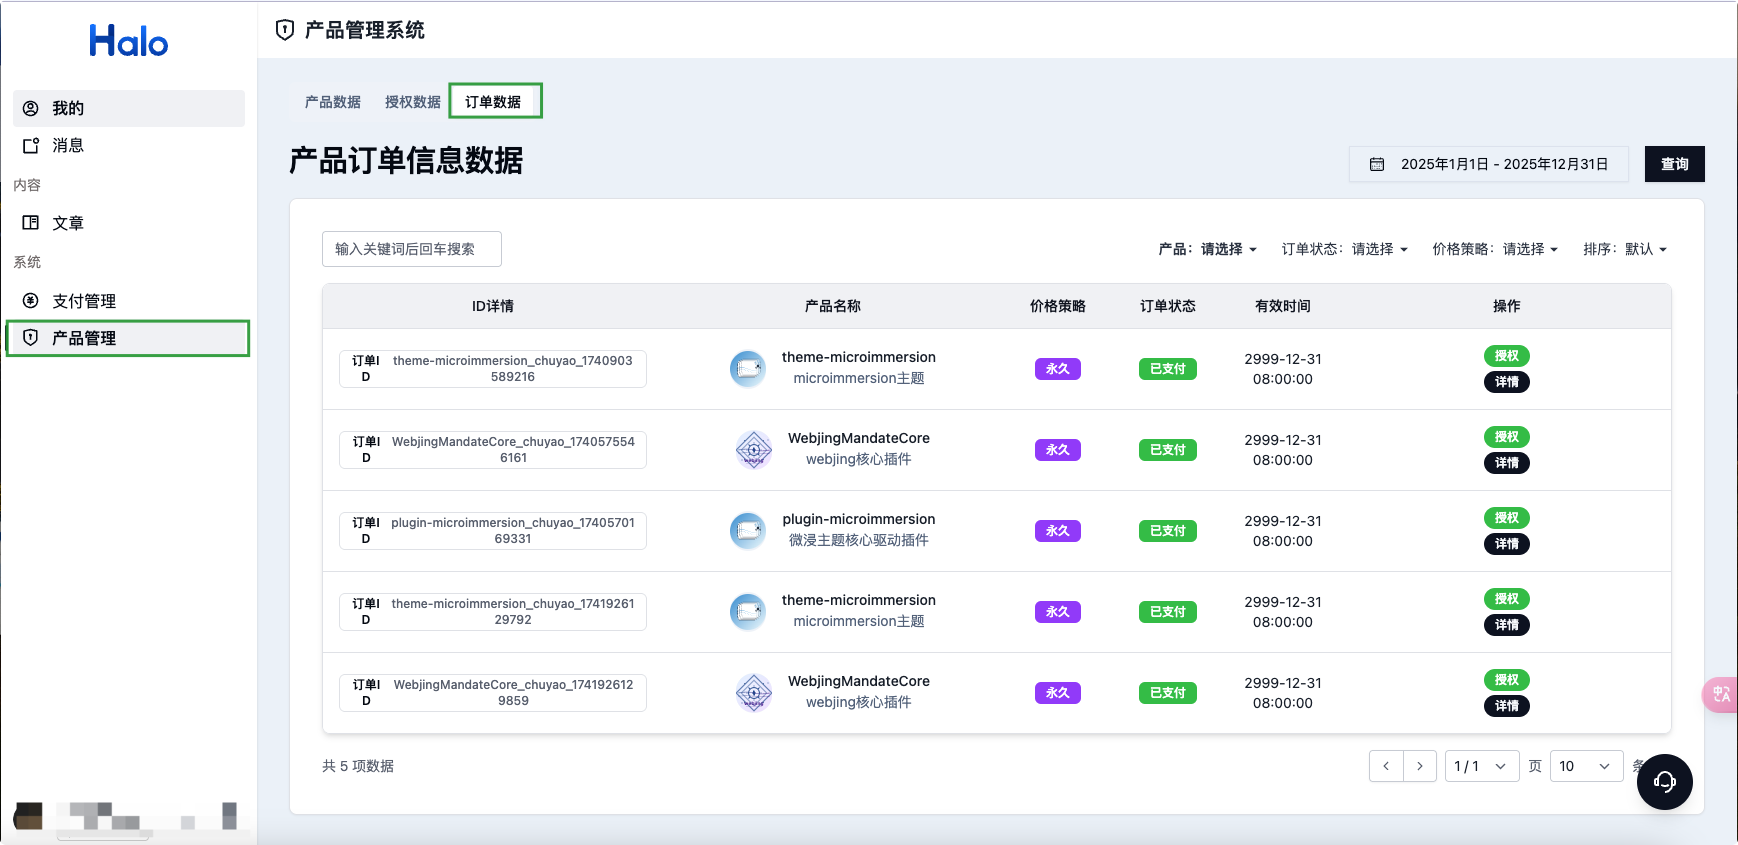 Halo
我的
消息
内容
文章
系统
支付管理
产品管理
产品管理系统
产品数据 授权数据 订单数据
产品订单信息数据
2025年1月1日 - 2025年12月31日 查询
输入关键词后回车搜索 产品：请选择 订单状态：请选择 价格策略：请选择 排序：默认
ID详情 产品名称 价格策略 订单状态 有效时间 操作
订单I
D
theme-microimmersion_chuyao_1740903
589216
theme-microimmersion
microimmersion主题
永久
已支付
2999-12-31
08:00:00
授权
详情
订单I
D
WebjingMandateCore_chuyao_174057554
6161
WebjingMandateCore
webjing核心插件
永久
已支付
2999-12-31
08:00:00
授权
详情
订单I
D
plugin-microimmersion_chuyao_17405701
69331
plugin-microimmersion
微浸主题核心驱动插件
永久
已支付
2999-12-31
08:00:00
授权
详情
订单I
D
theme-microimmersion_chuyao_17419261
29792
theme-microimmersion
microimmersion主题
永久
已支付
2999-12-31
08:00:00
授权
详情
订单I
D
WebjingMandateCore_chuyao_174192612
9859
WebjingMandateCore
webjing核心插件
永久
已支付
2999-12-31
08:00:00
授权
详情
共 5 项数据 1 / 1 页 10 条